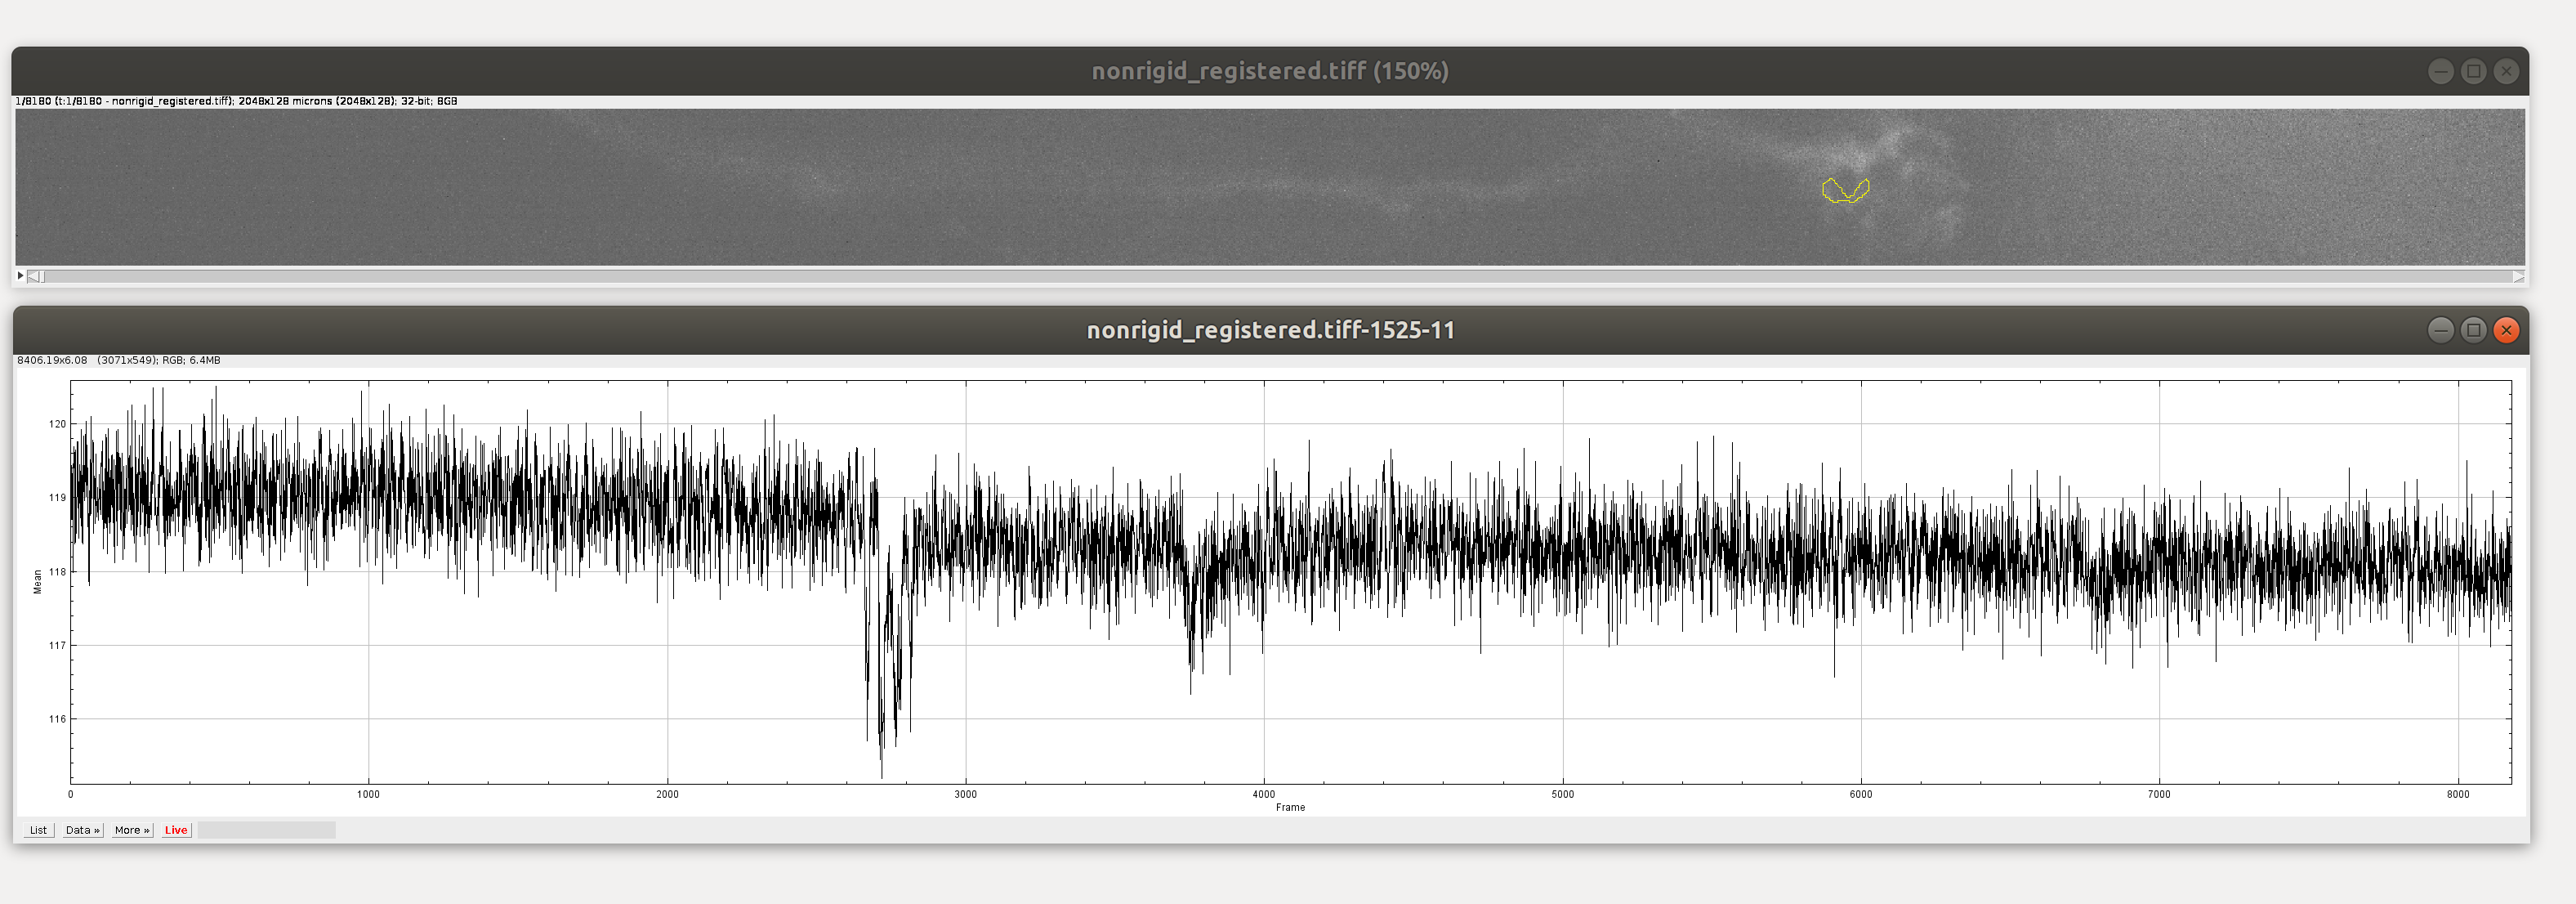 nonrigid_registered.tiff (150%)
1/8180 (t:1/8180 - nonrigid_registered.tiff); 2048x128 microns (2048x128); 32-bit; 8GB
nonrigid_registered.tiff-1525-11
8406.19x6.08 (3071x549); RGB; 6.4MB
120
119
118
117
116
Mean
0 1000 2000 3000 4000 5000 6000 7000 8000
Frame
List Data » More » Live